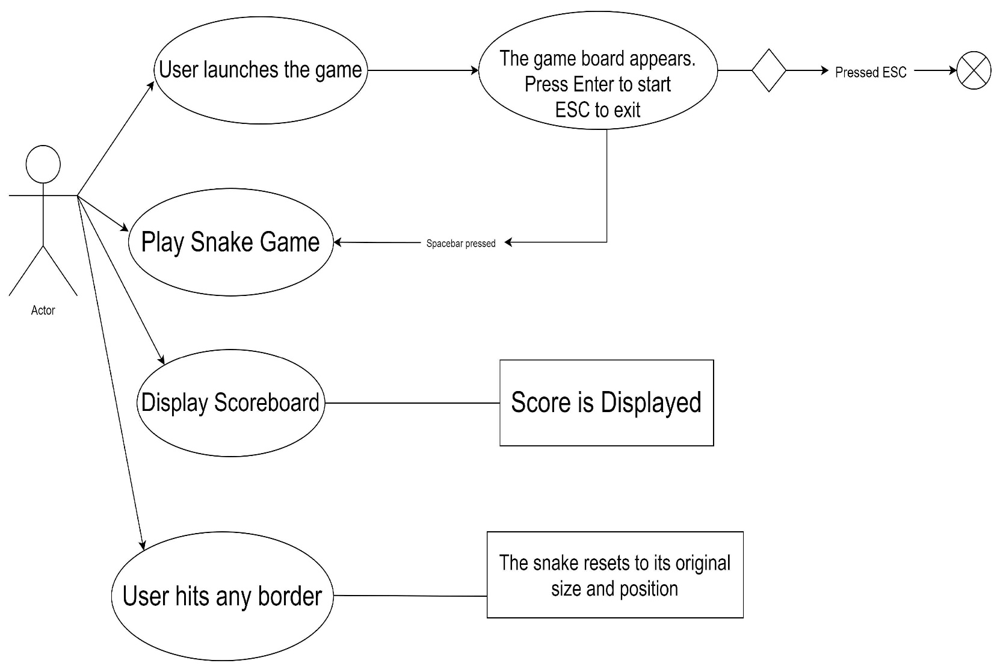 User launches the game
The game board appears.
Press Enter to start
ESC to exit
Pressed ESC
Play Snake Game
Spacebar pressed
Actor
Display Scoreboard
Score is Displayed
User hits any border
The snake resets to its original
size and position